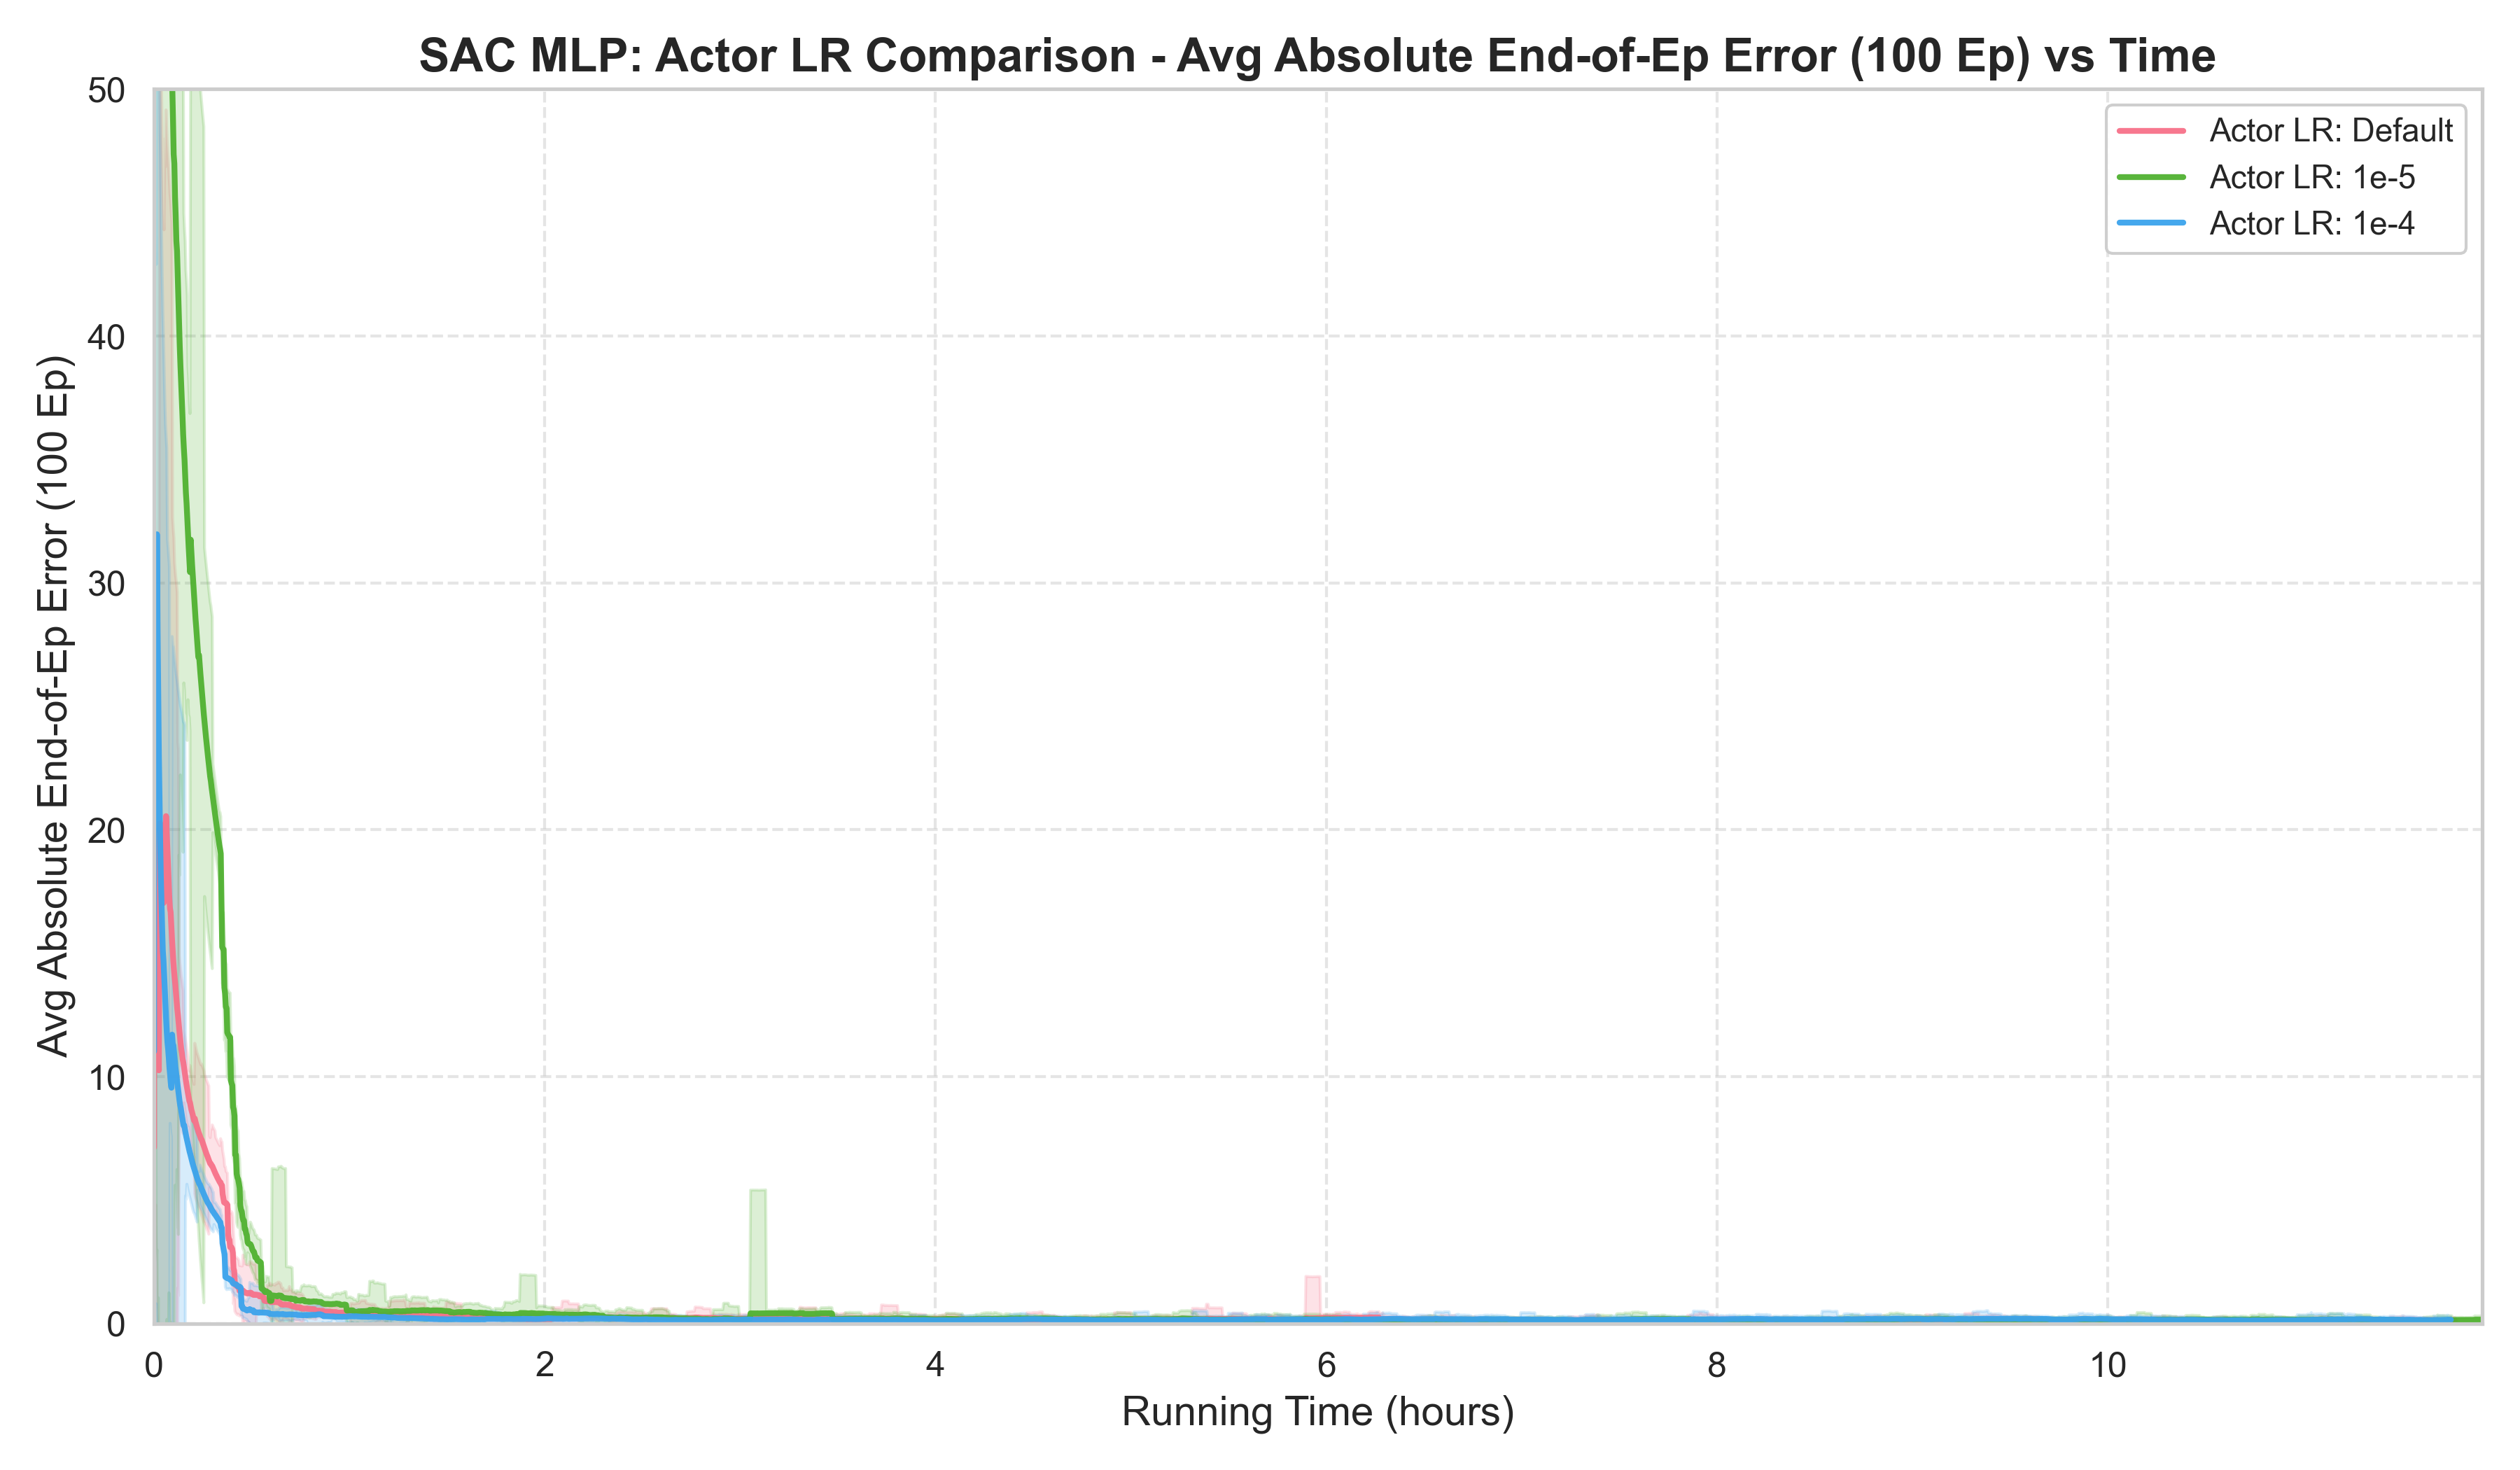 SAC MLP: Actor LR Comparison - Avg Absolute End-of-Ep Error (100 Ep) vs Time
Actor LR: Default
Actor LR: 1e-5
Actor LR: 1e-4
Avg Absolute End-of-Ep Error (100 Ep)
50
40
30
20
10
0
0
2
4
6
8
10
Running Time (hours)